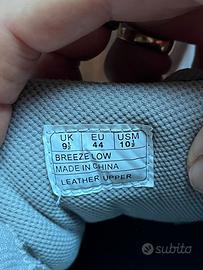 UK EU USM
9½ 44 10½
BREEZE LOW
MADE IN CHINA
LEATHER UPPER
subito